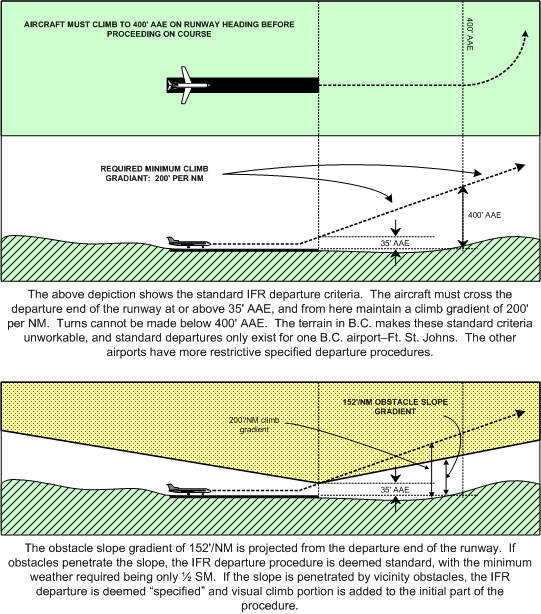 AIRCRAFT MUST CLIMB TO 400' AAE ON RUNWAY HEADING BEFORE
PROCEEDING ON COURSE
400' AAE
REQUIRED MINIMUM CLIMB
GRADIANT: 200' PER NM
400' AAE
35' AAE
The above depiction shows the standard IFR departure criteria. The aircraft must cross the
departure end of the runway at or above 35' AAE, and from here maintain a climb gradient of 200'
per NM. Turns cannot be made below 400' AAE. The terrain in B.C. makes these standard criteria
unworkable, and standard departures only exist for one B.C. airport–Ft. St. Johns. The other
airports have more restrictive specified departure procedures.
152'/NM OBSTACLE SLOPE
GRADIENT
200'/NM climb
gradient
35' AAE
The obstacle slope gradient of 152'/NM is projected from the departure end of the runway. If
obstacles penetrate the slope, the IFR departure procedure is deemed standard, with the minimum
weather required being only ½ SM. If the slope is penetrated by vicinity obstacles, the IFR
departure is deemed “specified” and visual climb portion is added to the initial part of the
procedure.